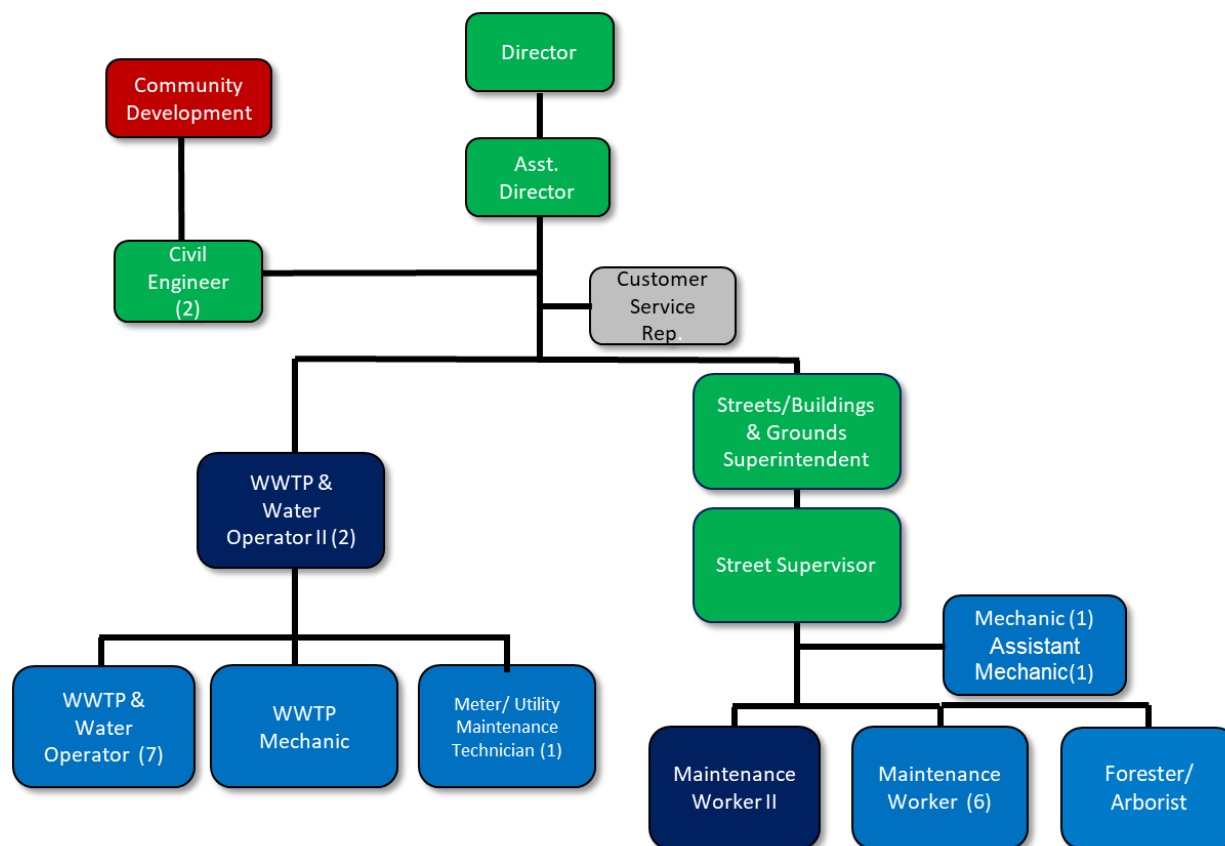 Director
Community
Development
Asst.
Director
Civil
Engineer
(2)
Customer
Service
Rep.
Streets/Buildings
& Grounds
Superintendent
WWTP &
Water
Operator II (2)
Street Supervisor
Mechanic (1)
Assistant
Mechanic(1)
WWTP &
Water
Operator (7)
WWTP
Mechanic
Meter/ Utility
Maintenance
Technician (1)
Maintenance
Worker II
Maintenance
Worker (6)
Forester/
Arborist